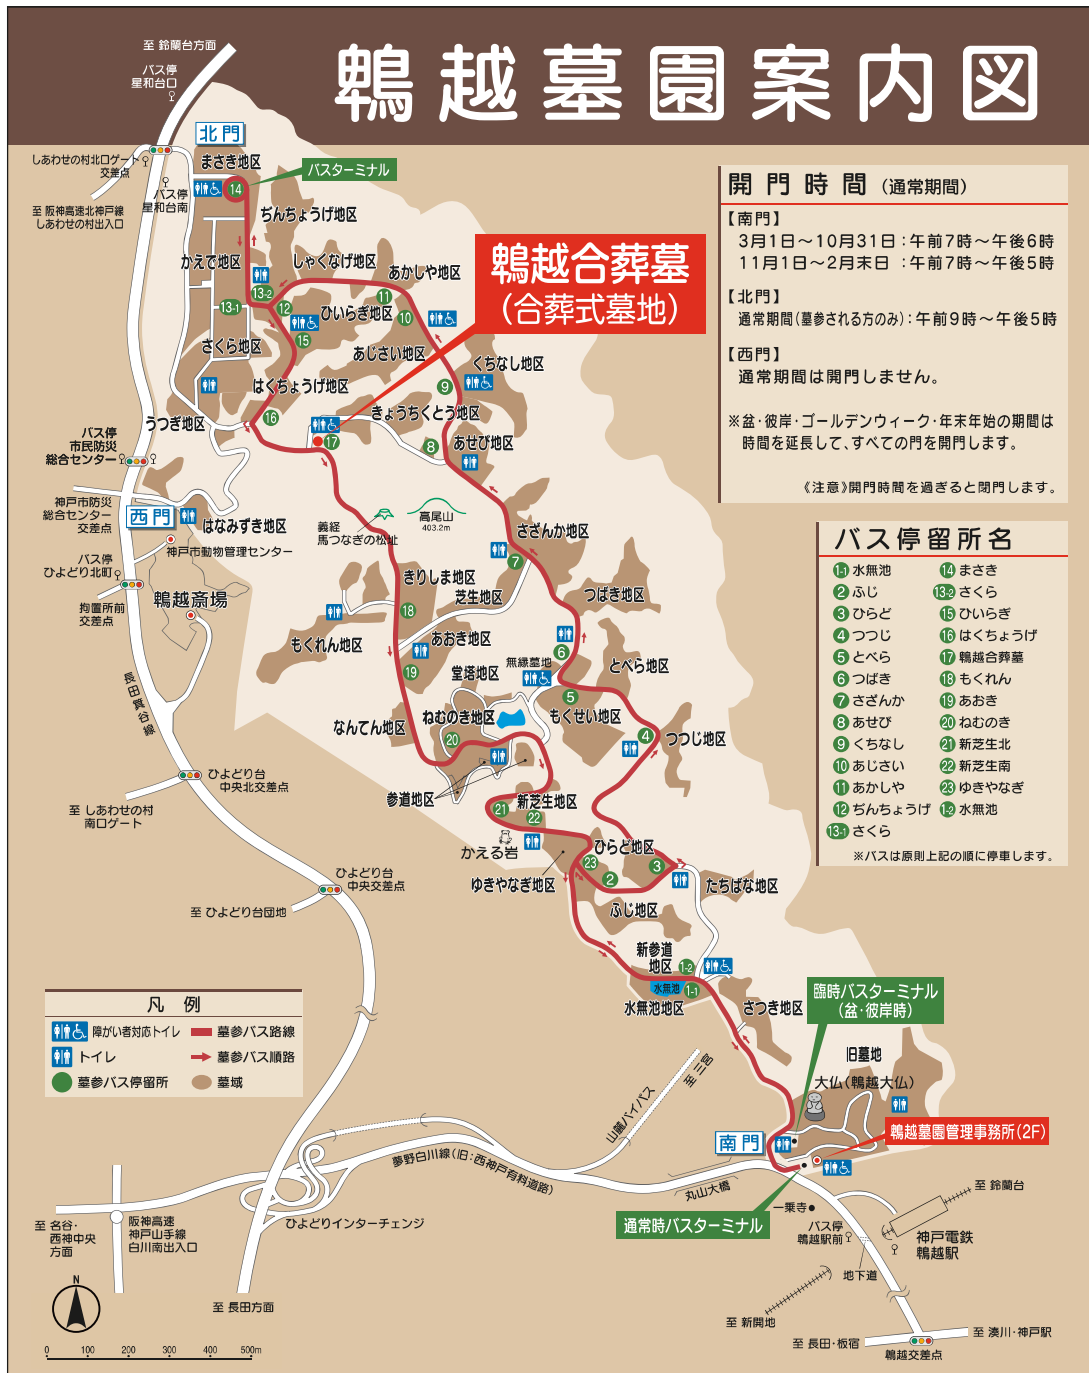 鵯越墓園案内図
至 鈴蘭台方面
バス停
星和台口
北門
しあわせの村北口ゲート
交差点
まさき地区
バスターミナル
14
バス停
星和台南
至 阪神高速北神戸線
しあわせの村出入口
ぢんちょうげ地区
かえで地区
しゃくなげ地区
あかしや地区
鵯越合葬墓
(合葬式墓地)
13-2
13-1
12
11
10
ひいらぎ地区
15
さくら地区
あじさい地区
くちなし地区
はくちょうげ地区
9
うつぎ地区
16
きょうちくとう地区
17
8
あせび地区
バス停
市民防災
総合センター
神戸市防災
総合センター
交差点
西門
はなみずき地区
神戸市動物管理センター
義経
馬つなぎの松址
高尾山
403.2m
さざんか地区
7
バス停
ひよどり北町
拘置所前
交差点
鵯越斎場
きりしま地区
芝生地区
18
つばき地区
もくれん地区
あおき地区
6
無縁墓地
とべら地区
19
堂塔地区
5
長田箕谷線
なんてん地区
ねむのき地区
もくせい地区
20
4
つつじ地区
ひよどり台
中央北交差点
参道地区
21
22
新芝生地区
至 しあわせの村
南口ゲート
かえる岩
ひらど地区
23
2
3
ゆきやなぎ地区
たちばな地区
ひよどり台
中央交差点
至 ひよどり台団地
ふじ地区
新参道
地区
1-2
水無池
1-1
水無池地区
さつき地区
臨時バスターミナル
(盆・彼岸時)
旧墓地
大仏(鵯越大仏)
鵯越墓園管理事務所(2F)
南門
通常時バスターミナル
至 三宮
山麓バイパス
夢野白川線(旧:西神戸有料道路)
丸山大橋
一乗寺
バス停
鵯越駅前
至 鈴蘭台
神戸電鉄
鵯越駅
地下道
至 新開地
至 長田・板宿
至 湊川・神戸駅
鵯越交差点
ひよどりインターチェンジ
至 名谷・
西神中央
方面
阪神高速
神戸山手線
白川南出入口
至 長田方面
開門時間(通常期間)
【南門】
3月1日～10月31日:午前7時～午後6時
11月1日～2月末日 :午前7時～午後5時
【北門】
通常期間(墓参される方のみ):午前9時～午後5時
【西門】
通常期間は開門しません。
※盆・彼岸・ゴールデンウィーク・年末年始の期間は
時間を延長して、すべての門を開門します。
《注意》開門時間を過ぎると閉門します。
バス停留所名
1-1 水無池
2 ふじ
3 ひらど
4 つつじ
5 とべら
6 つばき
7 さざんか
8 あせび
9 くちなし
10 あじさい
11 あかしや
12 ぢんちょうげ
13-1 さくら
14 まさき
13-2 さくら
15 ひいらぎ
16 はくちょうげ
17 鵯越合葬墓
18 もくれん
19 あおき
20 ねむのき
21 新芝生北
22 新芝生南
23 ゆきやなぎ
1-2 水無池
※バスは原則上記の順に停車します。
凡例
障がい者対応トイレ
トイレ
墓参バス停留所
墓参バス路線
墓参バス順路
墓域
N
0 100 200 300 400 500m